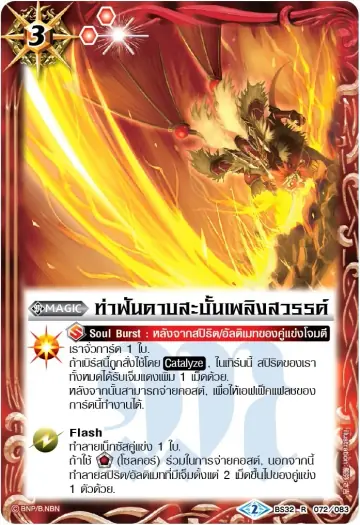 3
MAGIC ท่าฟันดาบสะบั้นเพลิงสวรรค์
Soul Burst : หลังจากสปิริต/อัลติเมทของคู่แข่งโจมตี
เราจั่วการ์ด 1 ใบ.
ถ้าเมิร์สนี้ถูกสั่งใช้โดย Catalyze, ในเทิร์นนี้ สปิริตของเรา
ทั้งหมดได้รับเจ็มแดงเพิ่ม 1 เม็ดด้วย.
หลังจากนั้นสามารถจ่ายคอสต์, เพื่อให้เอฟเฟ็คแฟลชของ
การ์ดนี้ทำงานได้.
Flash
ทำลายเน็กซัสคู่แข่ง 1 ใบ.
ถ้าใช้ (โซลคอร์) ร่วมในการจ่ายคอสต์, นอกจากนี้
ทำลายสปิริต/อัลติเมทที่มีเจ็มตั้งแต่ 2 เม็ดขึ้นไปของคู่แข่ง
1 ตัวด้วย.
© BNP/B.NBN
2 BS32 - R 072/083